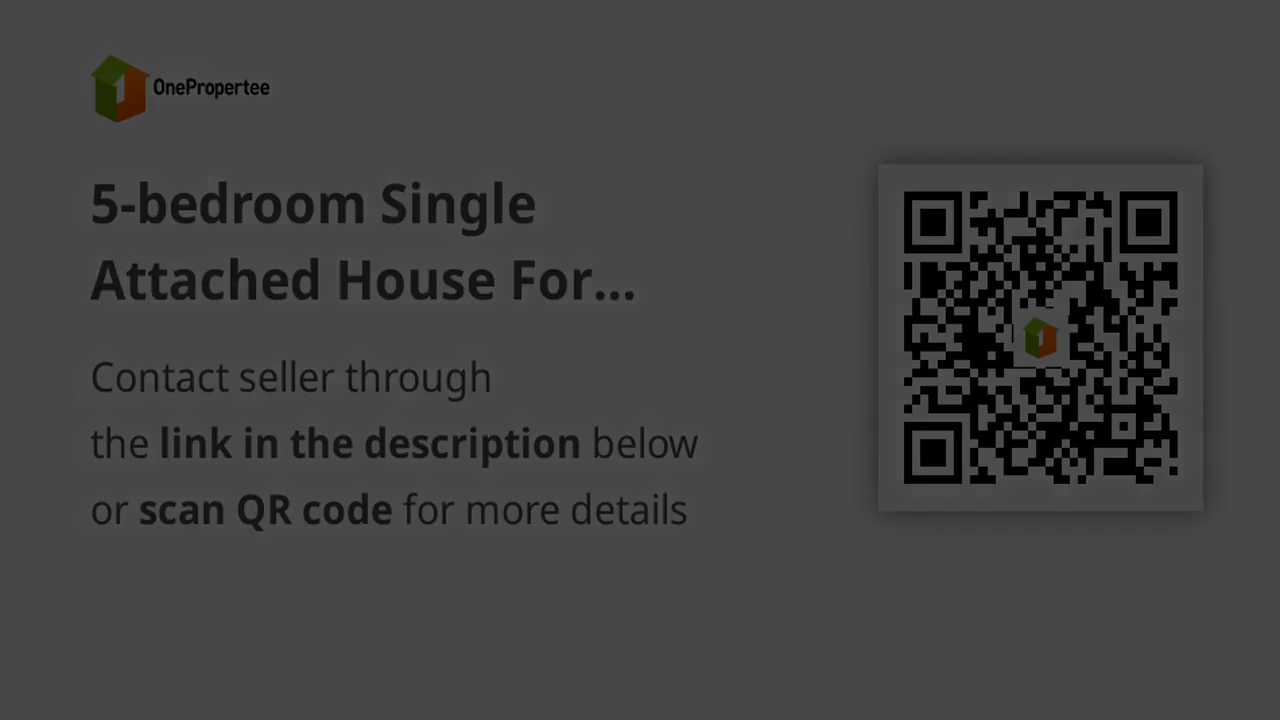 OnePropertee
5-bedroom Single
Attached House For...
Contact seller through
the link in the description below
or scan QR code for more details